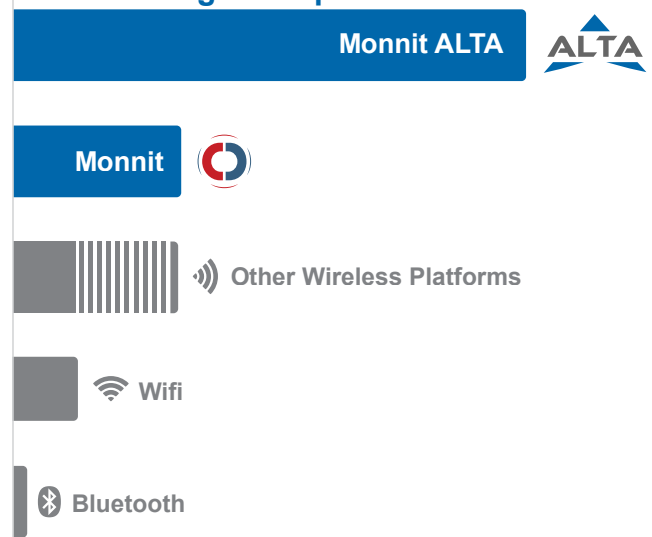 Monnit ALTA
ALTA
Monnit
Other Wireless Platforms
Wifi
Bluetooth